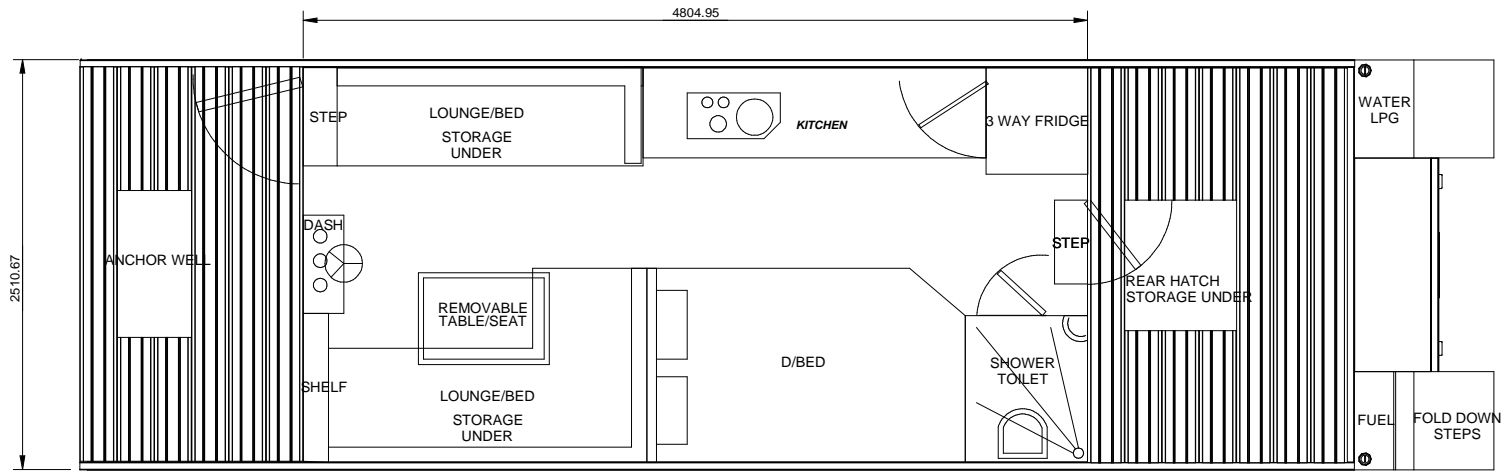 4804.95
2510.67
STEP
LOUNGE/BED
STORAGE
UNDER
KITCHEN
3 WAY FRIDGE
WATER
LPG
DASH
ANCHOR WELL
STEP
REAR HATCH
STORAGE UNDER
REMOVABLE
TABLE/SEAT
D/BED
SHOWER
TOILET
SHELF
LOUNGE/BED
STORAGE
UNDER
FUEL
FOLD DOWN
STEPS